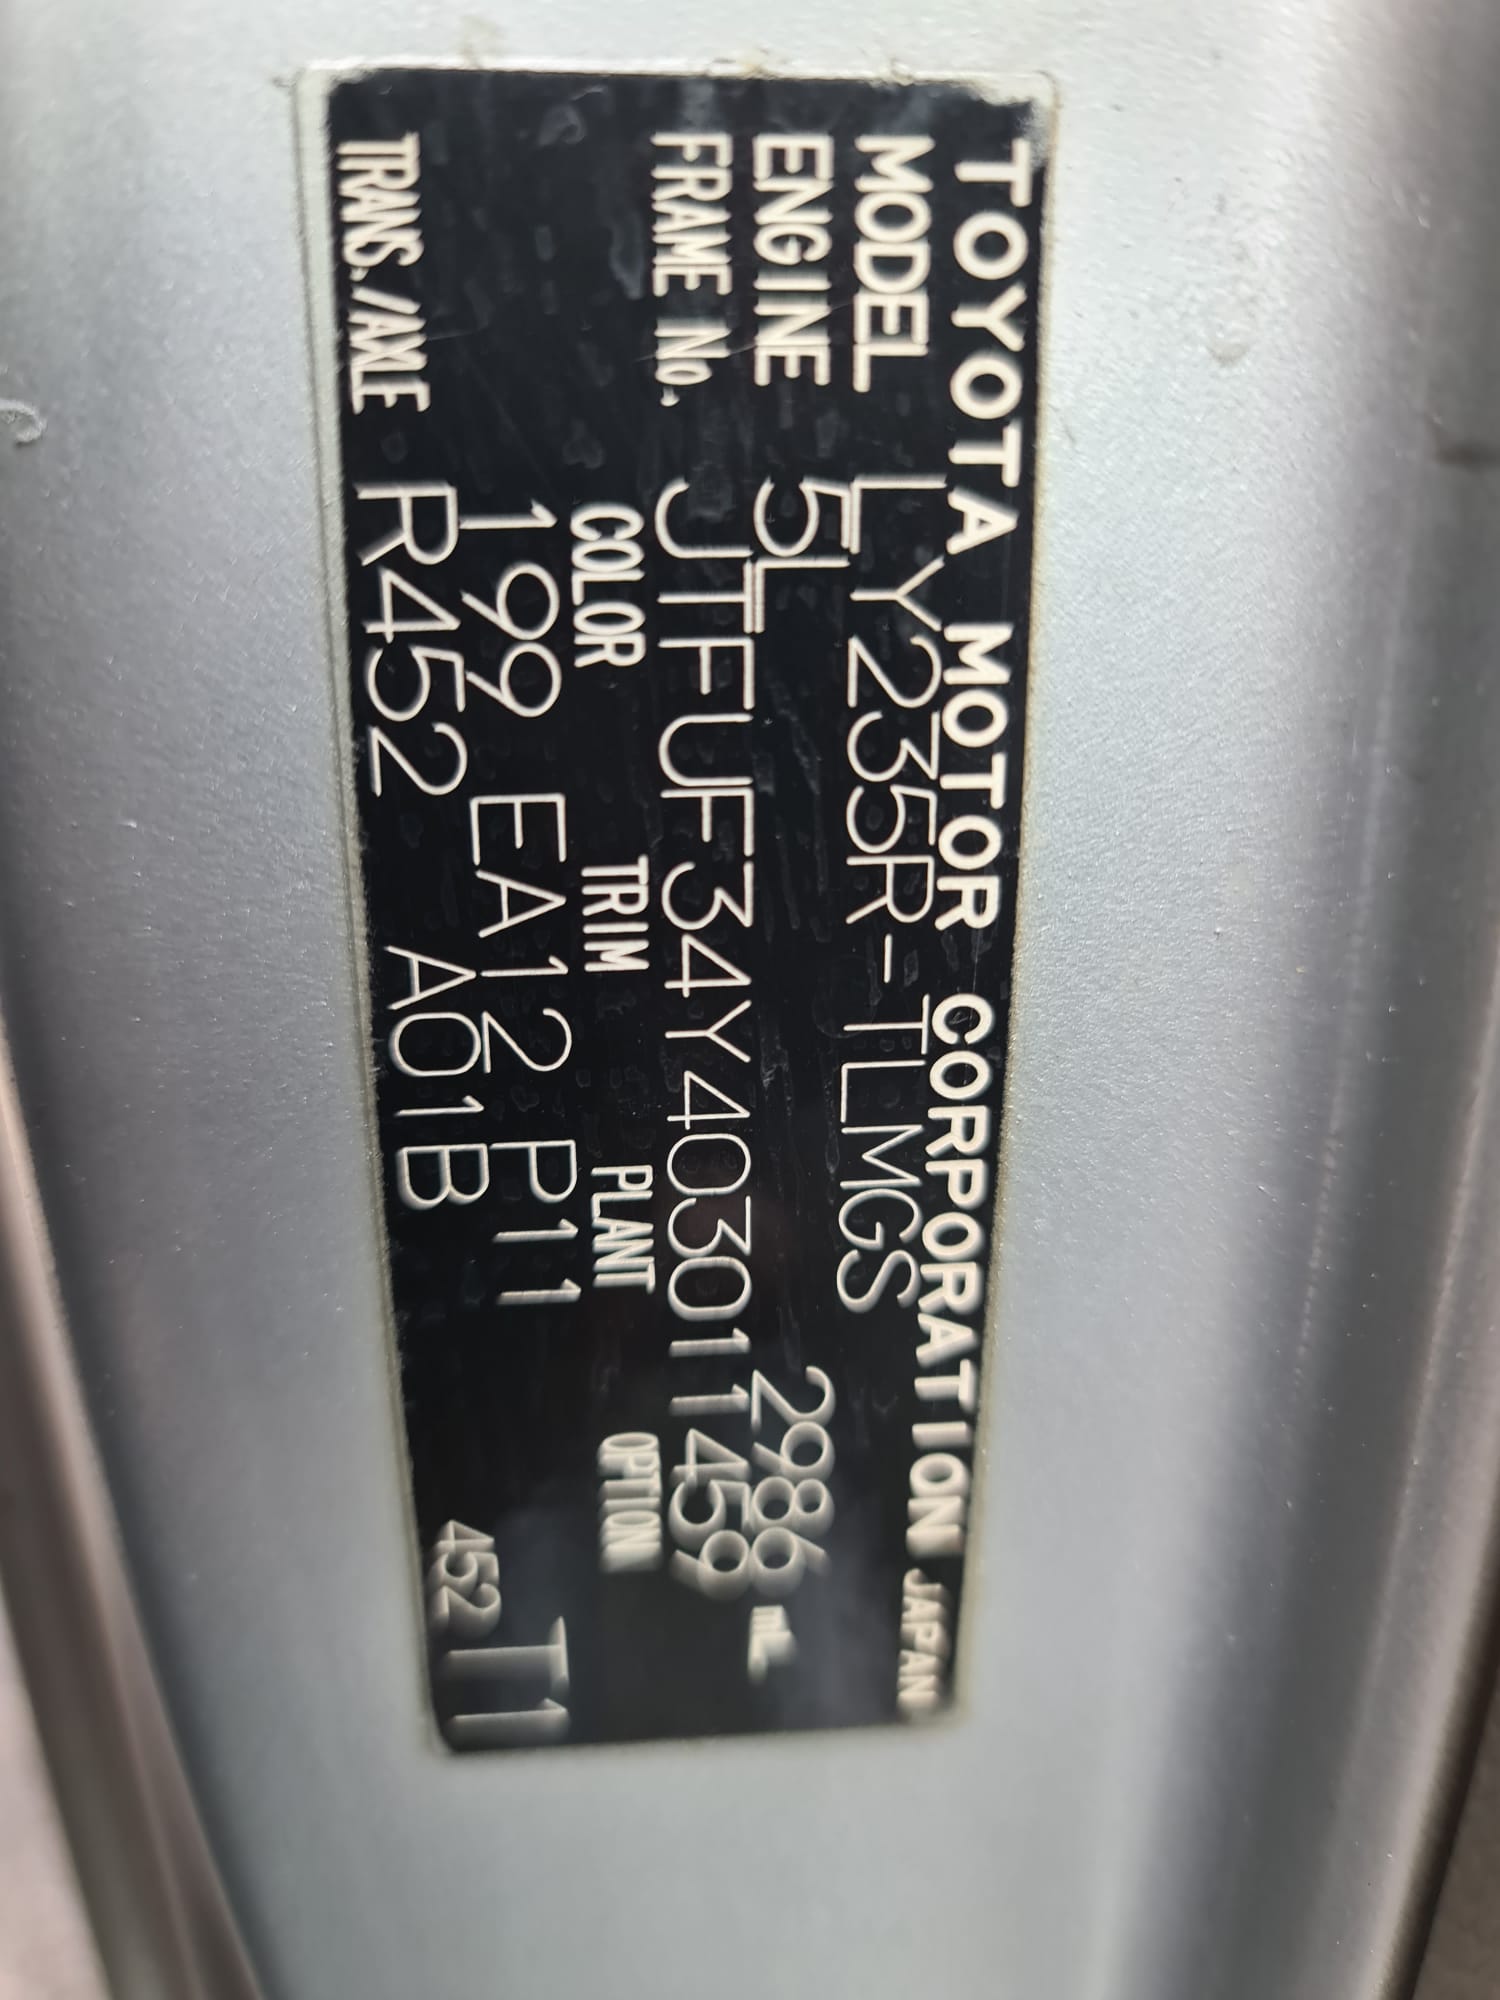 TOYOTA MOTOR CORPORATION JAPAN
MODEL LY235R-TLMGS
ENGINE 5L 2986 mL
FRAME No. JTFUF34Y403011459
COLOR TRIM PLANT OPTION
199 EA12 P11 T1
TRANS./AXLE R452 A01B 452